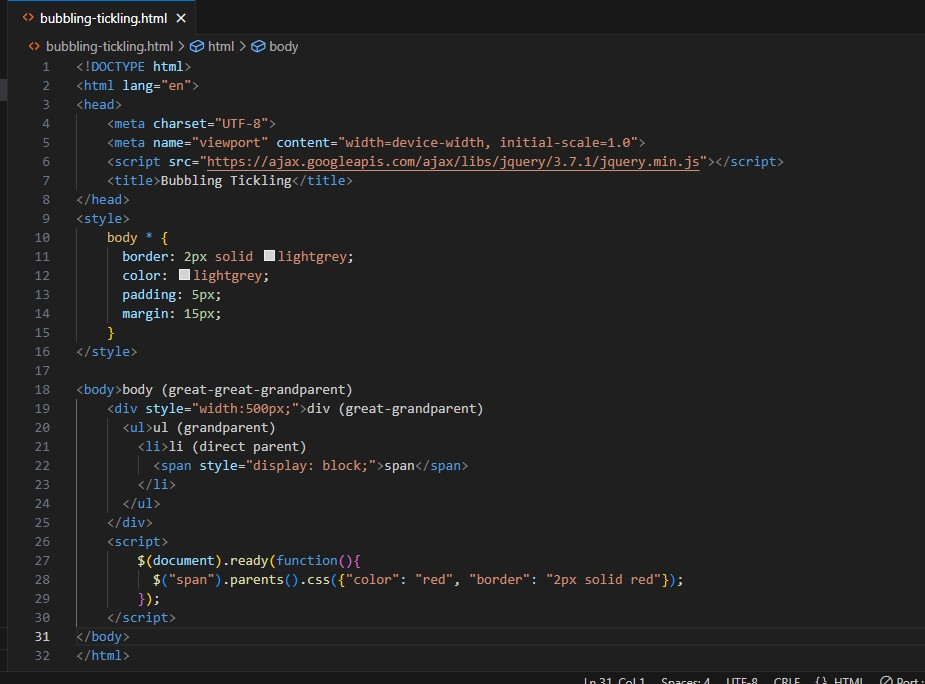 bubbling-tickling.html
bubbling-tickling.html > html > body
1 <!DOCTYPE html>
2 <html lang="en">
3 <head>
4     <meta charset="UTF-8">
5     <meta name="viewport" content="width=device-width, initial-scale=1.0">
6     <script src="https://ajax.googleapis.com/ajax/libs/jquery/3.7.1/jquery.min.js"></script>
7     <title>Bubbling Tickling</title>
8 </head>
9 <style>
10     body * {
11       border: 2px solid lightgrey;
12       color: lightgrey;
13       padding: 5px;
14       margin: 15px;
15     }
16 </style>
17
18 <body>body (great-great-grandparent)
19     <div style="width:500px;">div (great-grandparent)
20       <ul>ul (grandparent)
21         <li>li (direct parent)
22           <span style="display: block;">span</span>
23         </li>
24       </ul>
25     </div>
26     <script>
27         $(document).ready(function(){
28           $("span").parents().css({"color": "red", "border": "2px solid red"});
29         });
30     </script>
31 </body>
32 </html>
Ln 31, Col 1 Spaces: 4 UTF-8 CRLF {} HTML Port :